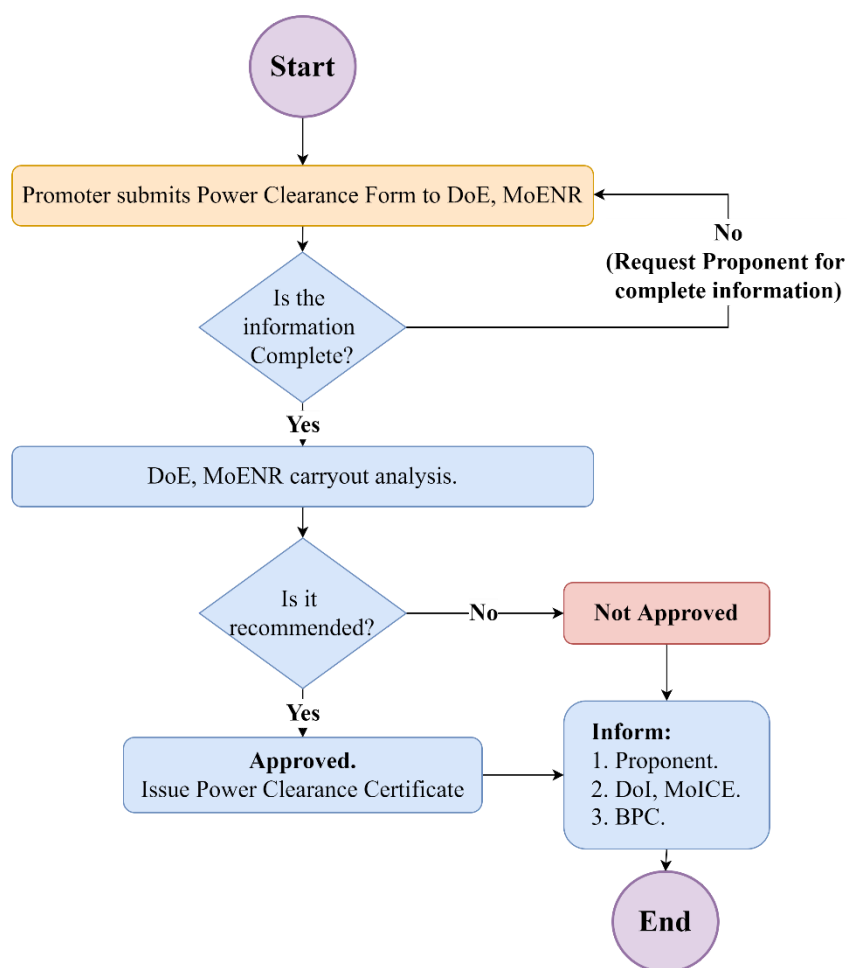 Start
Promoter submits Power Clearance Form to DoE, MoENR
No
(Request Proponent for
complete information)
Is the
information
Complete?
Yes
DoE, MoENR carryout analysis.
Is it
recommended?
No
Not Approved
Yes
Approved.
Issue Power Clearance Certificate
Inform:
1. Proponent.
2. DoI, MoICE.
3. BPC.
End